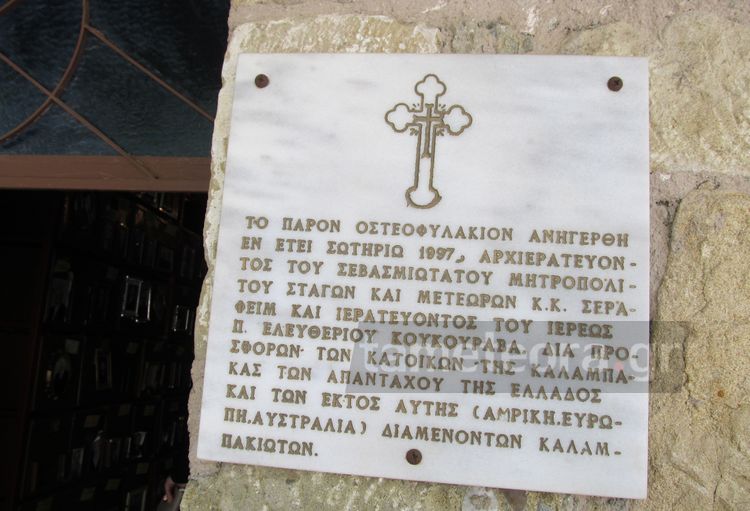 ΤΟ ΠΑΡΟΝ ΟΣΤΕΟΦΥΛΑΚΙΟΝ ΑΝΗΓΕΡΘΗ
ΕΝ ΕΤΕΙ ΣΩΤΗΡΙΩ 1997, ΑΡΧΙΕΡΑΤΕΥΟΝ-
ΤΟΣ ΤΟΥ ΣΕΒΑΣΜΙΩΤΑΤΟΥ ΜΗΤΡΟΠΟΛΙ-
ΤΟΥ ΣΤΑΓΩΝ ΚΑΙ ΜΕΤΕΩΡΩΝ Κ.Κ. ΣΕΡΑ-
ΦΕΙΜ ΚΑΙ ΙΕΡΑΤΕΥΟΝΤΟΣ ΤΟΥ ΙΕΡΕΩΣ
Π. ΕΛΕΥΘΕΡΙΟΥ ΚΟΥΚΟΥΡΑΒΑ ΔΙΑ ΠΡΟ-
ΣΦΟΡΩΝ ΤΩΝ ΚΑΤΟΙΚΩΝ ΤΗΣ ΚΑΛΑΜΠΑ-
ΚΑΣ ΤΩΝ ΑΠΑΝΤΑΧΟΥ ΤΗΣ ΕΛΛΑΔΟΣ
ΚΑΙ ΤΩΝ ΕΚΤΟΣ ΑΥΤΗΣ (ΑΜΡΙΚΗ.ΕΥΡΩ-
ΠΗ.ΑΥΣΤΡΑΛΙΑ) ΔΙΑΜΕΝΟΝΤΩΝ ΚΑΛΑΜ-
ΠΑΚΙΩΤΩΝ.
tameteora.gr